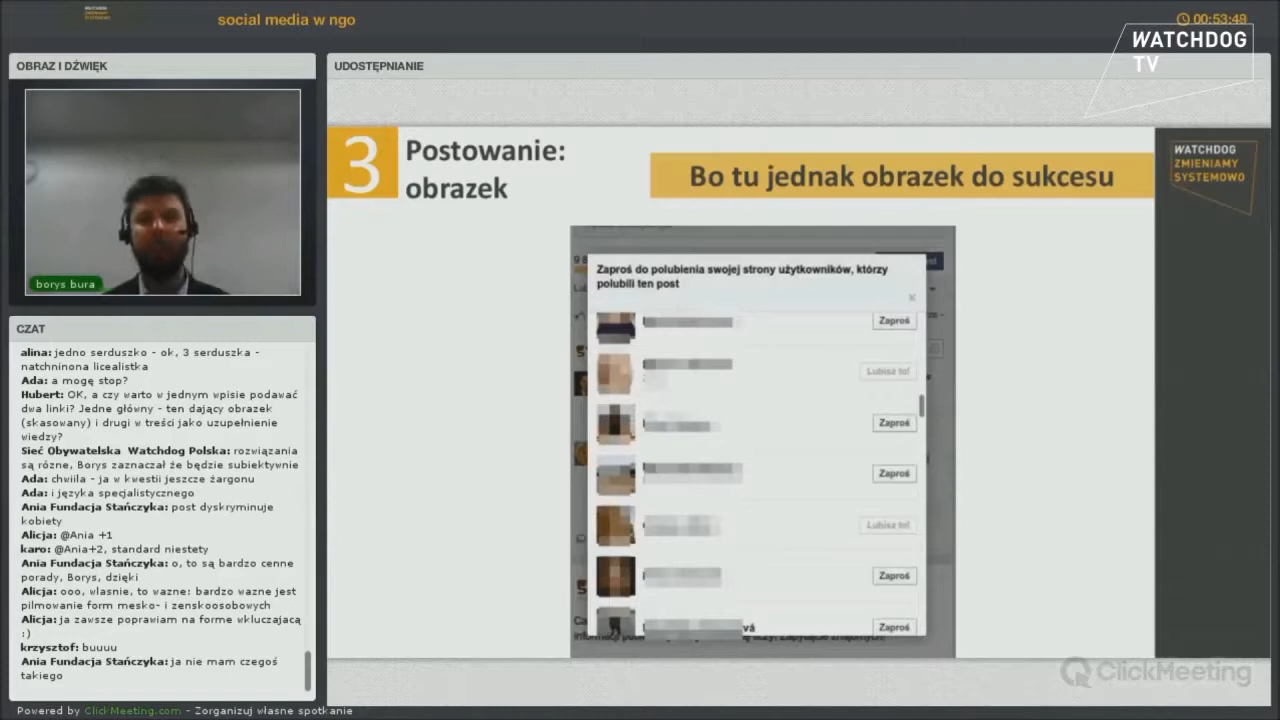 WATCHDOG
ZMIENIAMY
SYSTEMOWO
social media w ngo
00:53:49
WATCHDOG
TV
OBRAZ I DŹWIĘK
borys bura
CZAT
alina: jedno serduszko - ok, 3 serduszka -
natchninona licealistka
Ada: a mogę stop?
Hubert: OK, a czy warto w jednym wpisie podawać
dwa linki? Jedne główny - ten dający obrazek
(skasowany) i drugi w treści jako uzupełnienie
wiedzy?
Sieć Obywatelska Watchdog Polska: rozwiązania
są rózne, Borys zaznaczał że będzie subiektywnie
Ada: chwiila - ja w kwestii jeszcze żargonu
Ada: i języka specjalistycznego
Ania Fundacja Stańczyka: post dyskryminuje
kobiety
Alicja: @Ania +1
karo: @Ania+2, standard niestety
Ania Fundacja Stańczyka: o, to są bardzo cenne
porady, Borys, dzięki
Alicja: ooo, wlasnie, to wazne: bardzo wazne jest
pilmowanie form mesko- i zenskoosobowych
Alicja: ja zawsze poprawiam na forme wkluczajacą
:)
krzysztof: buuuu
Ania Fundacja Stańczyka: ja nie mam czegoś
takiego
UDOSTĘPNIANIE
3
Postowanie:
obrazek
Bo tu jednak obrazek do sukcesu
WATCHDOG
ZMIENIAMY
SYSTEMOWO
Zaproś do polubienia swojej strony użytkowników, którzy
polubili ten post
Zaproś
Lubisz to!
Zaproś
Zaproś
Lubisz to!
Zaproś
vá
Zaproś
ClickMeeting
Powered by ClickMeeting.com - Zorganizuj własne spotkanie